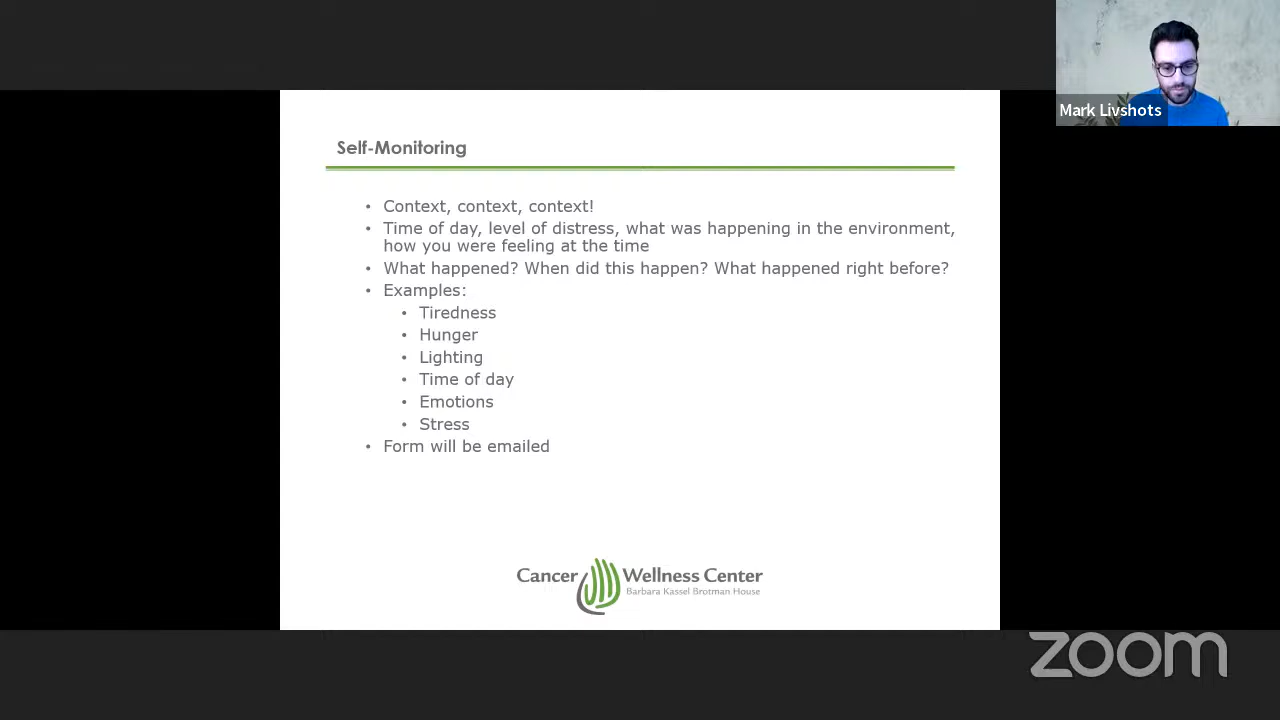 Mark Livshots
Self-Monitoring
• Context, context, context!
• Time of day, level of distress, what was happening in the environment,
how you were feeling at the time
• What happened? When did this happen? What happened right before?
• Examples:
• Tiredness
• Hunger
• Lighting
• Time of day
• Emotions
• Stress
• Form will be emailed
Cancer Wellness Center
Barbara Kassel Brotman House
zoom